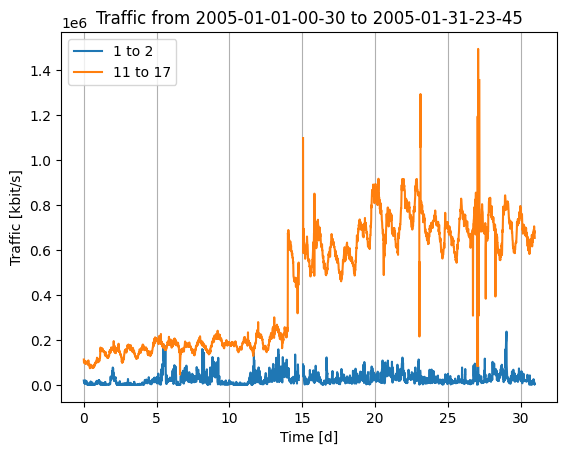 Traffic from 2005-01-01-00-30 to 2005-01-31-23-45
1e6
1 to 2
11 to 17
1.4
1.2
1.0
0.8
0.6
0.4
0.2
0.0
Traffic [kbit/s]
0 5 10 15 20 25 30
Time [d]